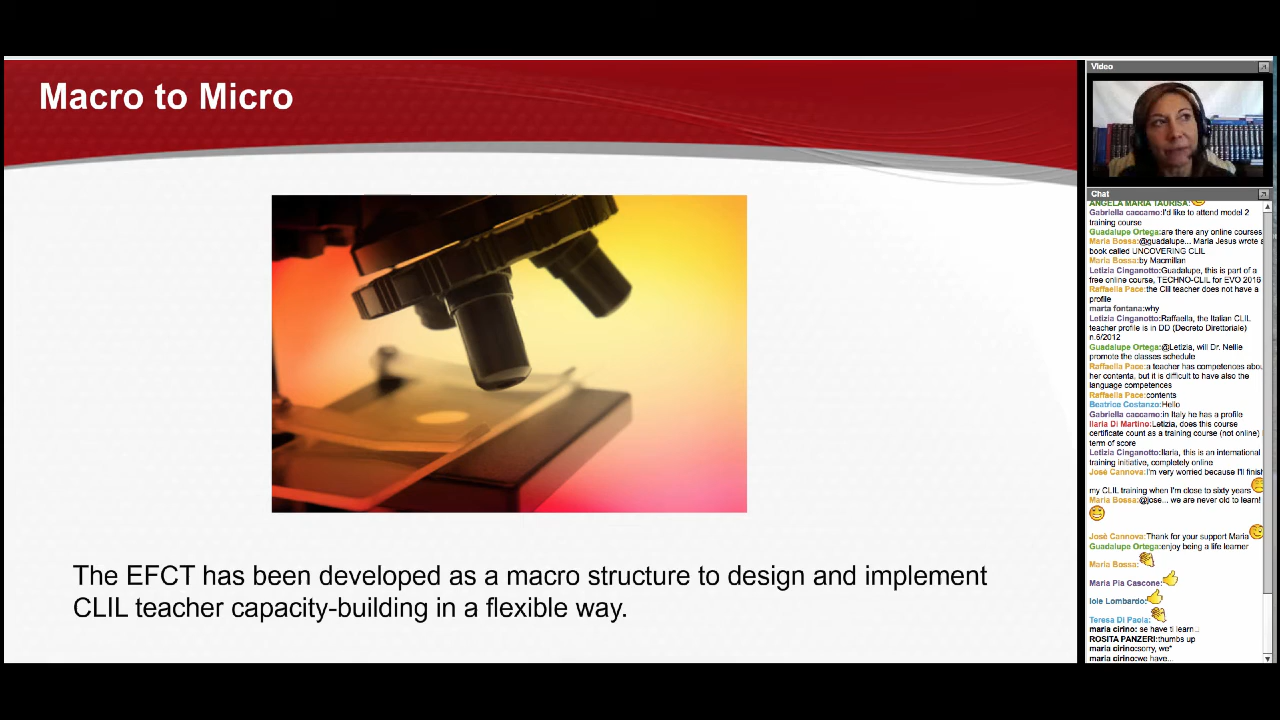 Macro to Micro
The EFCT has been developed as a macro structure to design and implement
CLIL teacher capacity-building in a flexible way.
Video
Chat
ANGELA MARIA TAURISA:
Gabriella caccamo:I'd like to attend model 2
training course
Guadalupe Ortega:are there any online courses
Maria Bossa:@guadalupe... Maria Jesus wrote a
book called UNCOVERING CLIL
Maria Bossa:by Macmillan
Letizia Cinganotto:Guadalupe, this is part of a
free online course, TECHNO-CLIL for EVO 2016
Raffaella Pace:the Clil teacher does not have a
profile
marta fontana:why
Letizia Cinganotto:Raffaella, the Italian CLIL
teacher profile is in DD (Decreto Direttoriale)
n.6/2012
Guadalupe Ortega:@Letizia, will Dr. Nellie
promote the classes schedule
Raffaella Pace:a teacher has competences abou
her contenta, but it is difficult to have also the
language competences
Raffaella Pace:contents
Beatrice Costanzo:Hello
Gabriella caccamo:in Italy he has a profile
Ilaria Di Martino:Letizia, does this course
certificate count as a training course (not online) i
term of score
Letizia Cinganotto:Ilaria, this is an international
training initiative, completely online
José Cannova:I'm very worried because I'll finish
my CLIL training when I'm close to sixty years
Maria Bossa:@jose... we are never old to learn!
José Cannova:Thank for your support Maria
Guadalupe Ortega:enjoy being a life learner
Maria Bossa:
Maria Pia Cascone:
Iole Lombardo:
Teresa Di Paola:
maria cirino: se have ti learn..
ROSITA PANZERI:thumbs up
maria cirino:sorry, we*
maria cirino:we have...